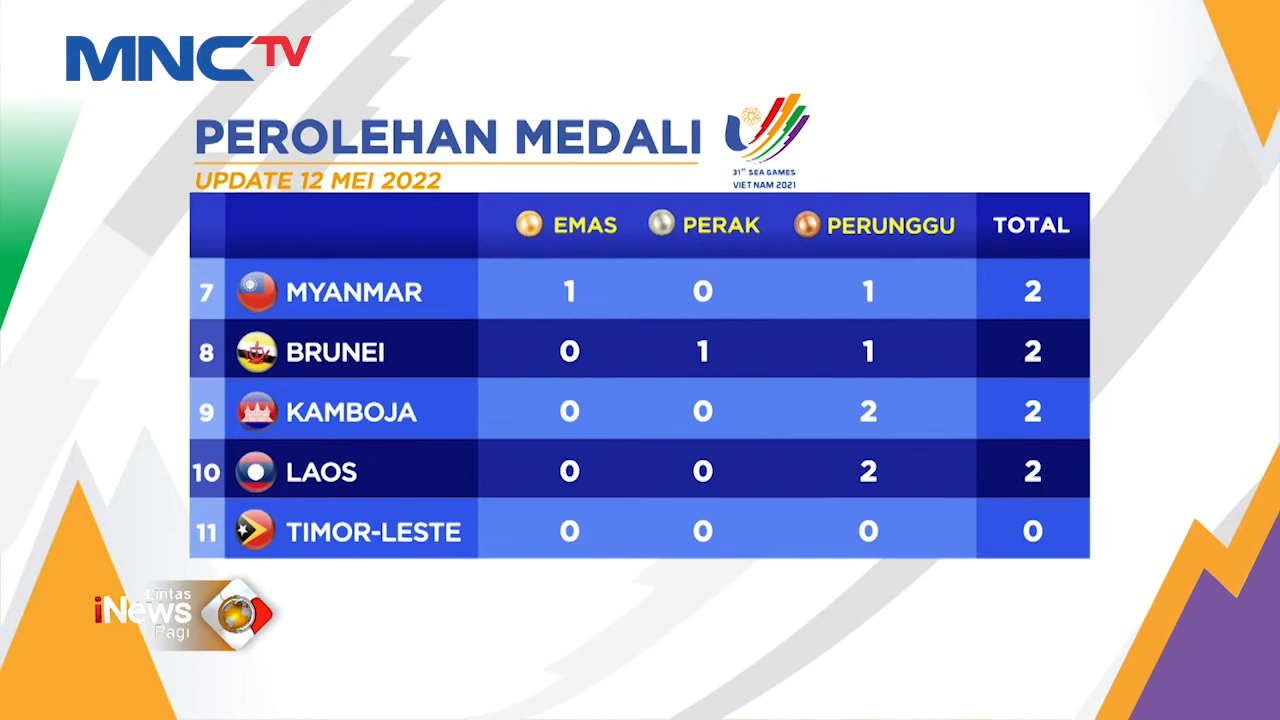 MNCTV
PEROLEHAN MEDALI
UPDATE 12 MEI 2022
31ST SEA GAMES
VIET NAM 2021
EMAS PERAK PERUNGGU TOTAL
7 MYANMAR 1 0 1 2
8 BRUNEI 0 1 1 2
9 KAMBOJA 0 0 2 2
10 LAOS 0 0 2 2
11 TIMOR-LESTE 0 0 0 0
Lintas
iNews
Pagi